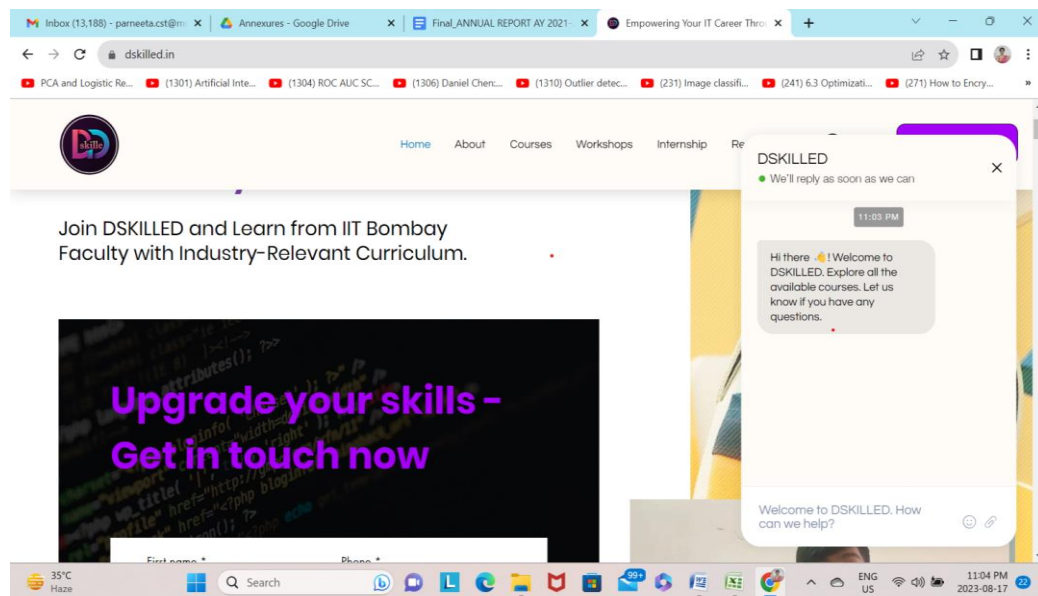 Inbox (13,188) - parneeta.cst@m
Annexures - Google Drive
Final_ANNUAL REPORT AY 2021-
Empowering Your IT Career Thro
dskilled.in
PCA and Logistic Re...
(1301) Artificial Inte...
(1304) ROC AUC SC...
(1306) Daniel Chen:...
(1310) Outlier detec...
(231) Image classifi...
(241) 6.3 Optimizati...
(271) How to Encry...
»
skille
Home
About
Courses
Workshops
Internship
Re
DSKILLED
We'll reply as soon as we can
11:03 PM
Hi there 👋! Welcome to
DSKILLED. Explore all the
available courses. Let us
know if you have any
questions.
Welcome to DSKILLED. How
can we help?
Join DSKILLED and Learn from IIT Bombay
Faculty with Industry-Relevant Curriculum.
Upgrade your skills -
Get in touch now
First name *
Phone *
35°C
Haze
Search
99+
ENG
US
11:04 PM
2023-08-17
22